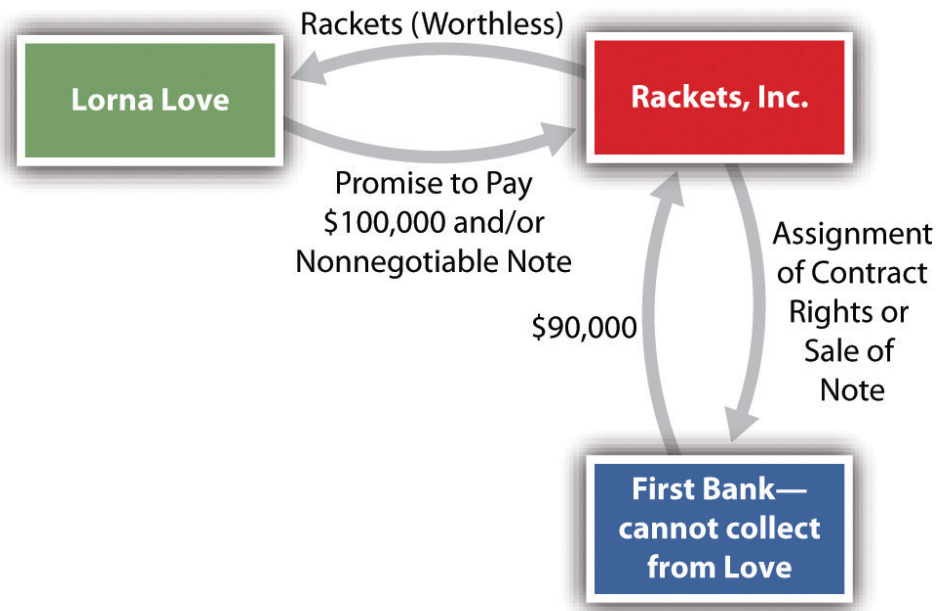 Rackets (Worthless)
Lorna Love
Rackets, Inc.
Promise to Pay
$100,000 and/or
Nonnegotiable Note
Assignment
of Contract
Rights or
Sale of
Note
$90,000
First Bank—
cannot collect
from Love